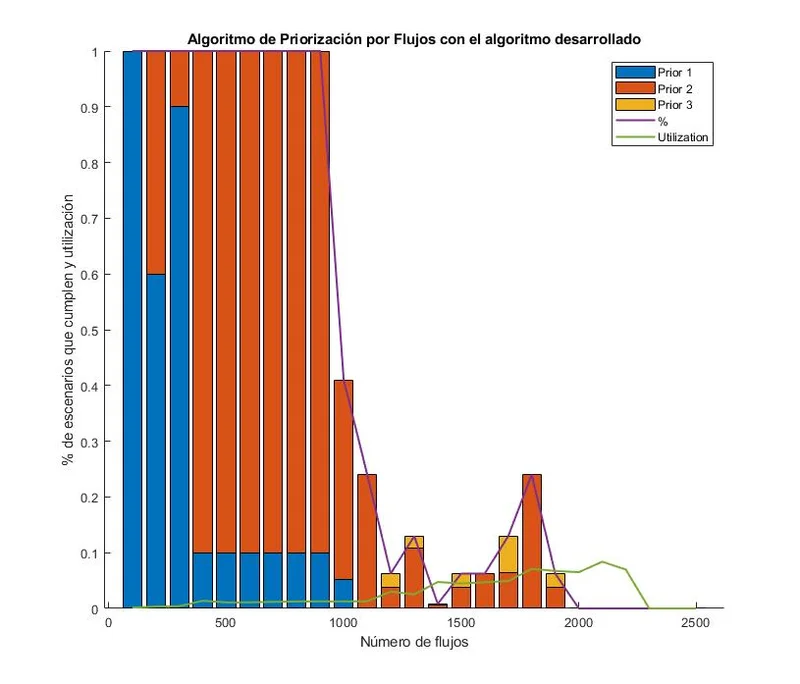 Algoritmo de Priorización por Flujos con el algoritmo desarrollado
Prior 1
Prior 2
Prior 3
%
Utilization
% de escenarios que cumplen y utilización
1
0.9
0.8
0.7
0.6
0.5
0.4
0.3
0.2
0.1
0
0
500
1000
1500
2000
2500
Número de flujos